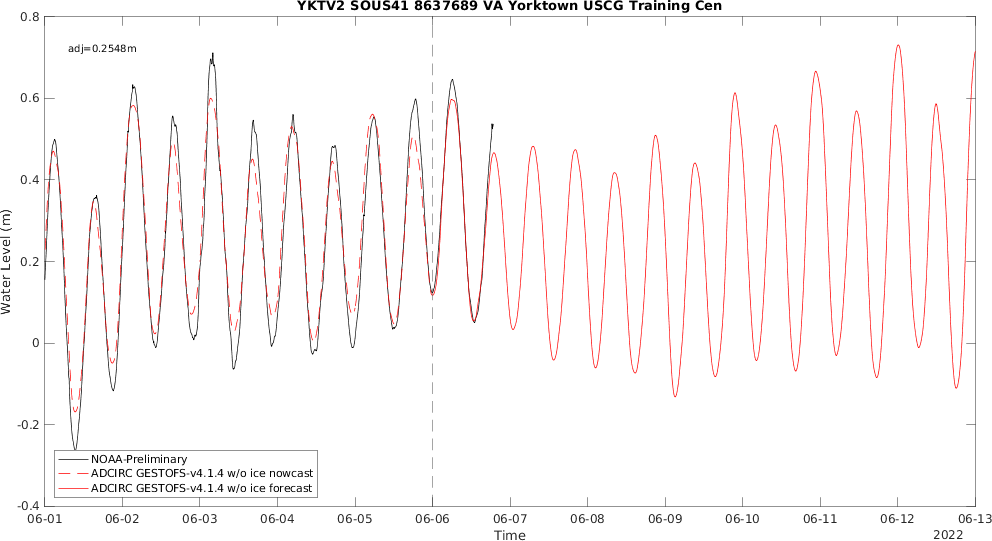 YKTV2 SOUS41 8637689 VA Yorktown USCG Training Cen
0.8
adj=0.2548m
0.6
0.4
0.2
0
-0.2
-0.4
Water Level (m)
NOAA-Preliminary
ADCIRC GESTOFS-v4.1.4 w/o ice nowcast
ADCIRC GESTOFS-v4.1.4 w/o ice forecast
06-01 06-02 06-03 06-04 06-05 06-06 06-07 06-08 06-09 06-10 06-11 06-12 06-13
Time
2022